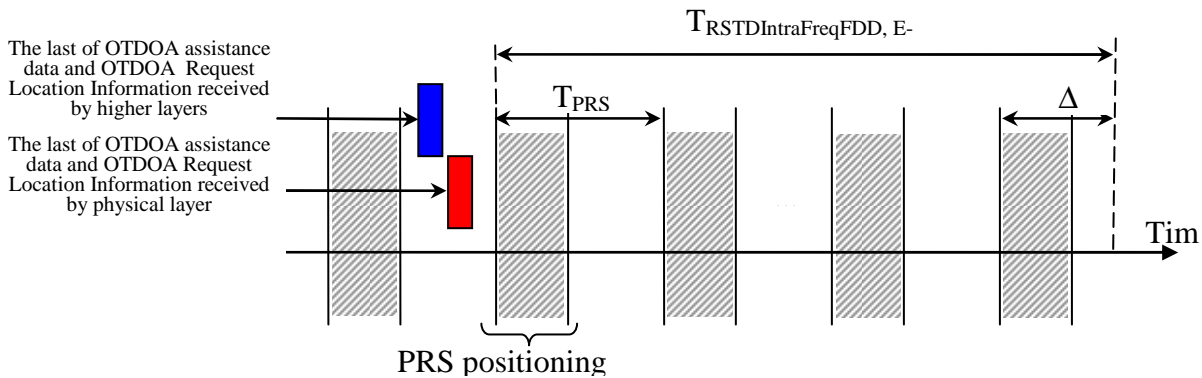 T_RSTDIntraFreqFDD, E-
The last of OTDOA assistance
data and OTDOA Request
Location Information received
by higher layers
T_PRS
Δ
The last of OTDOA assistance
data and OTDOA Request
Location Information received
by physical layer
. . .
Tim
PRS positioning